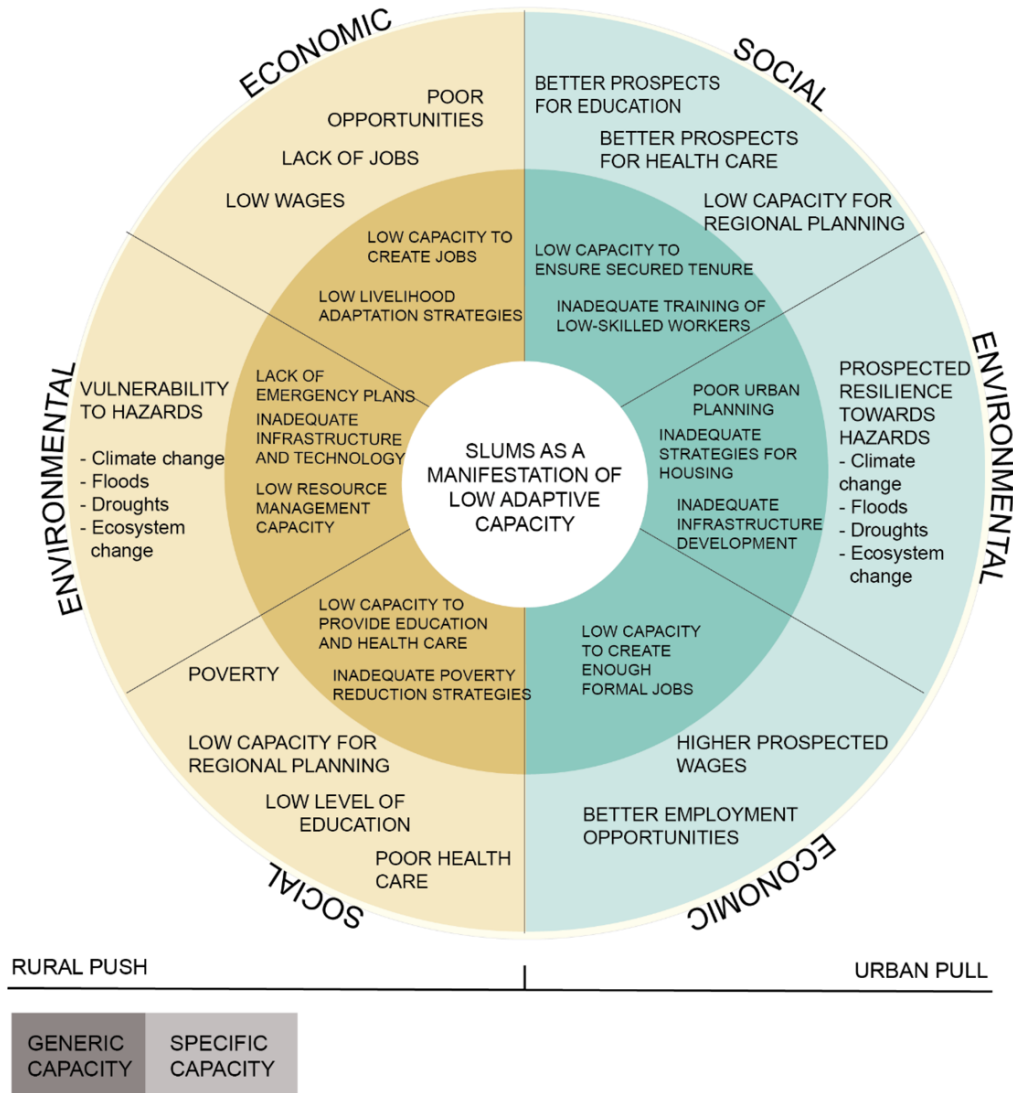 ECONOMIC
POOR
OPPORTUNITIES
LACK OF JOBS
LOW WAGES
LOW CAPACITY TO
CREATE JOBS
LOW LIVELIHOOD
ADAPTATION STRATEGIES
SOCIAL
BETTER PROSPECTS
FOR EDUCATION
BETTER PROSPECTS
FOR HEALTH CARE
LOW CAPACITY FOR
REGIONAL PLANNING
LOW CAPACITY TO
ENSURE SECURED TENURE
INADEQUATE TRAINING OF
LOW-SKILLED WORKERS
ENVIRONMENTAL
VULNERABILITY
TO HAZARDS
- Climate change
- Floods
- Droughts
- Ecosystem
change
LACK OF
EMERGENCY PLANS
INADEQUATE
INFRASTRUCTURE
AND TECHNOLOGY
LOW RESOURCE
MANAGEMENT
CAPACITY
SLUMS AS A
MANIFESTATION OF
LOW ADAPTIVE
CAPACITY
POOR URBAN
PLANNING
INADEQUATE
STRATEGIES FOR
HOUSING
INADEQUATE
INFRASTRUCTURE
DEVELOPMENT
PROSPECTED
RESILIENCE
TOWARDS
HAZARDS
- Climate
change
- Floods
- Droughts
- Ecosystem
change
ENVIRONMENTAL
LOW CAPACITY TO
PROVIDE EDUCATION
AND HEALTH CARE
INADEQUATE POVERTY
REDUCTION STRATEGIES
POVERTY
LOW CAPACITY FOR
REGIONAL PLANNING
LOW LEVEL OF
EDUCATION
POOR HEALTH
CARE
SOCIAL
LOW CAPACITY
TO CREATE
ENOUGH
FORMAL JOBS
HIGHER PROSPECTED
WAGES
BETTER EMPLOYMENT
OPPORTUNITIES
ECONOMIC
RURAL PUSH
URBAN PULL
GENERIC
CAPACITY
SPECIFIC
CAPACITY